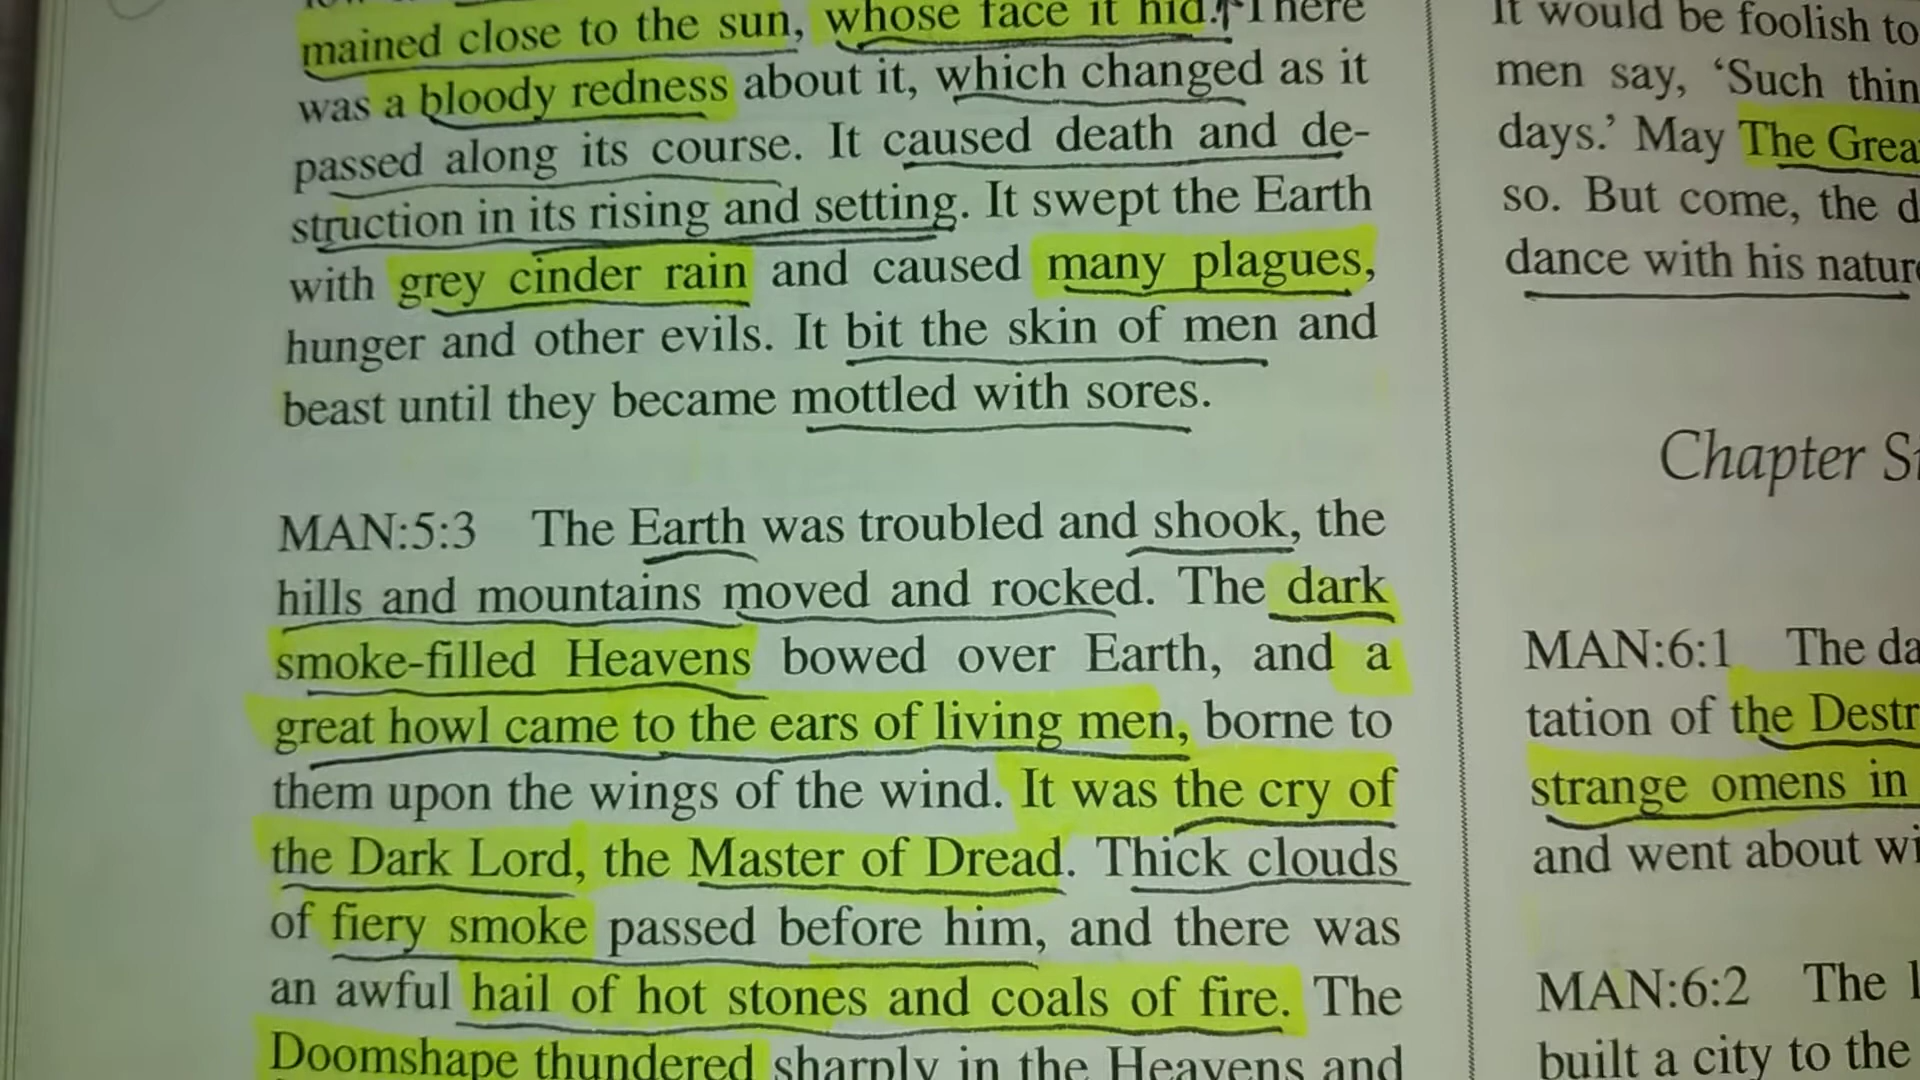 mained close to the sun, whose face it hid. There
was a bloody redness about it, which changed as it
passed along its course. It caused death and de-
struction in its rising and setting. It swept the Earth
with grey cinder rain and caused many plagues,
hunger and other evils. It bit the skin of men and
beast until they became mottled with sores.
MAN:5:3 The Earth was troubled and shook, the
hills and mountains moved and rocked. The dark
smoke-filled Heavens bowed over Earth, and a
great howl came to the ears of living men, borne to
them upon the wings of the wind. It was the cry of
the Dark Lord, the Master of Dread. Thick clouds
of fiery smoke passed before him, and there was
an awful hail of hot stones and coals of fire. The
Doomshape thundered sharply in the Heavens and
It would be foolish to
men say, ‘Such thin
days.’ May The Grea
so. But come, the d
dance with his nature
Chapter Si
MAN:6:1 The da
tation of the Destr
strange omens in
and went about wi
MAN:6:2 The l
built a city to the